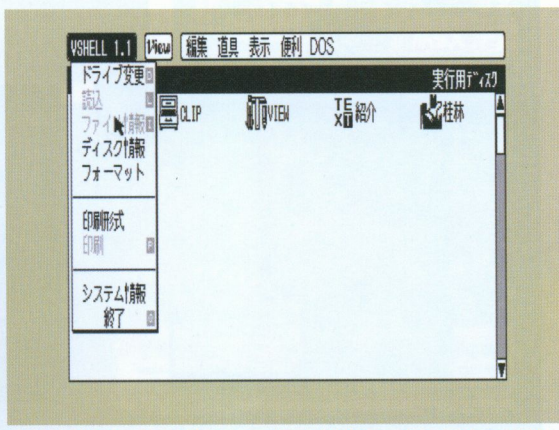 VSHELL 1.1 View 編集 道具 表示 便利 DOS
実行用ディスク
ドライブ変更 D
読込 L
ファイル情報 I
ディスク情報
フォーマット
印刷形式
印刷 P
システム情報
終了 Q
CLIP
VIEW
TEXT 紹介
桂林